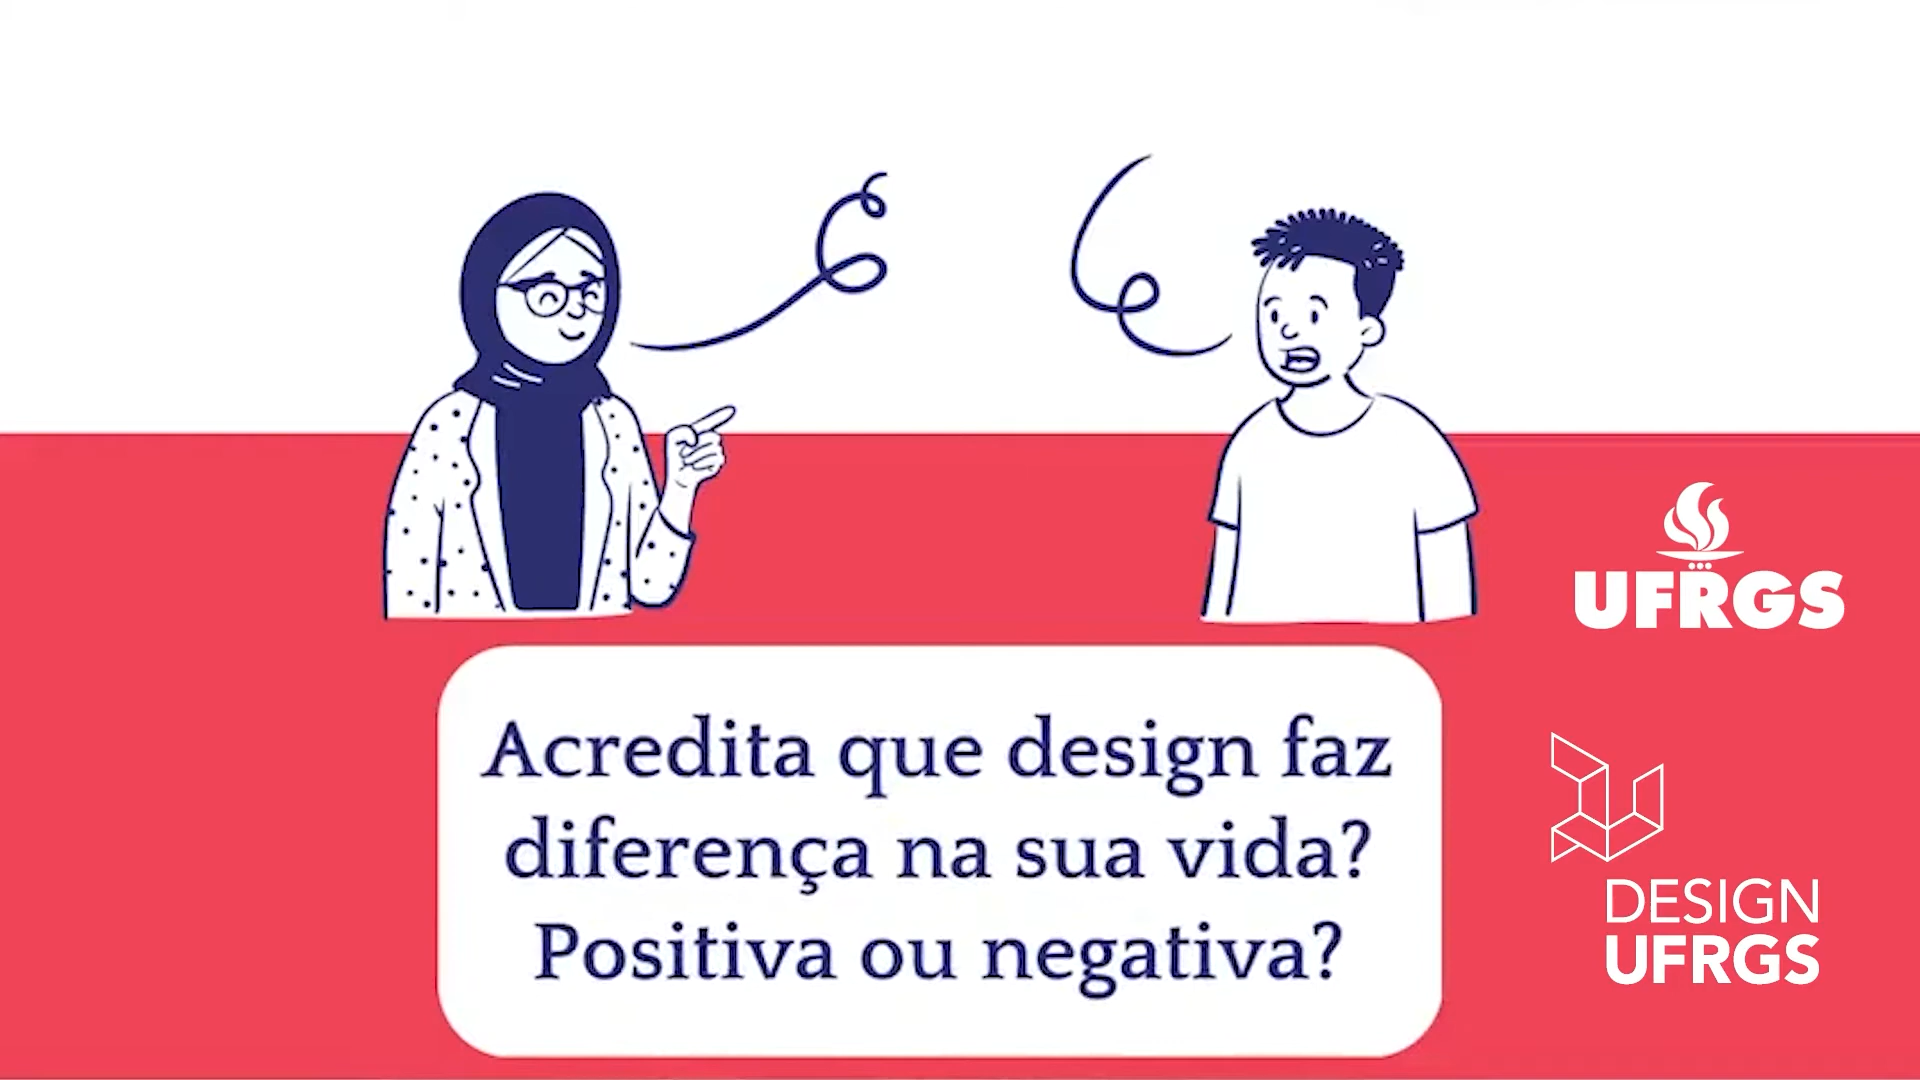 Acredita que design faz
diferença na sua vida?
Positiva ou negativa?
UFRGS
DESIGN
UFRGS